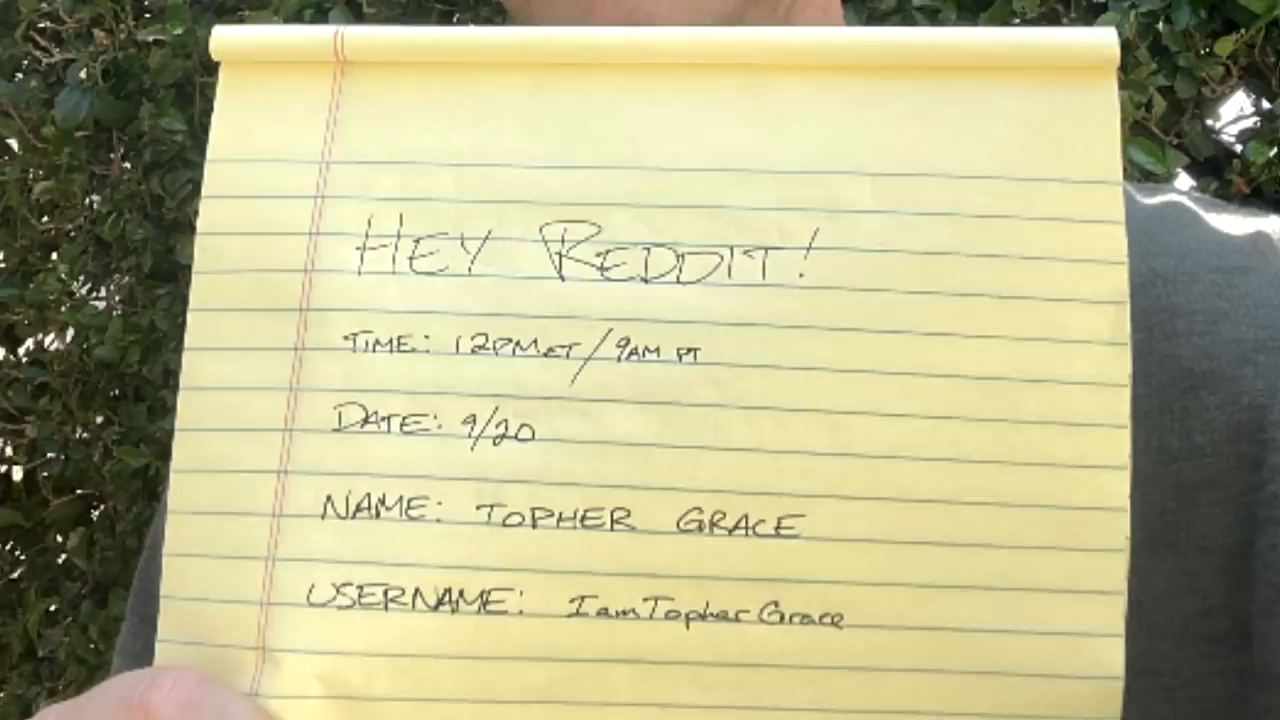 HEY REDDIT!
TIME: 12PM ET/9AM PT
DATE: 9/20
NAME: TOPHER GRACE
USERNAME: IamTopherGrace